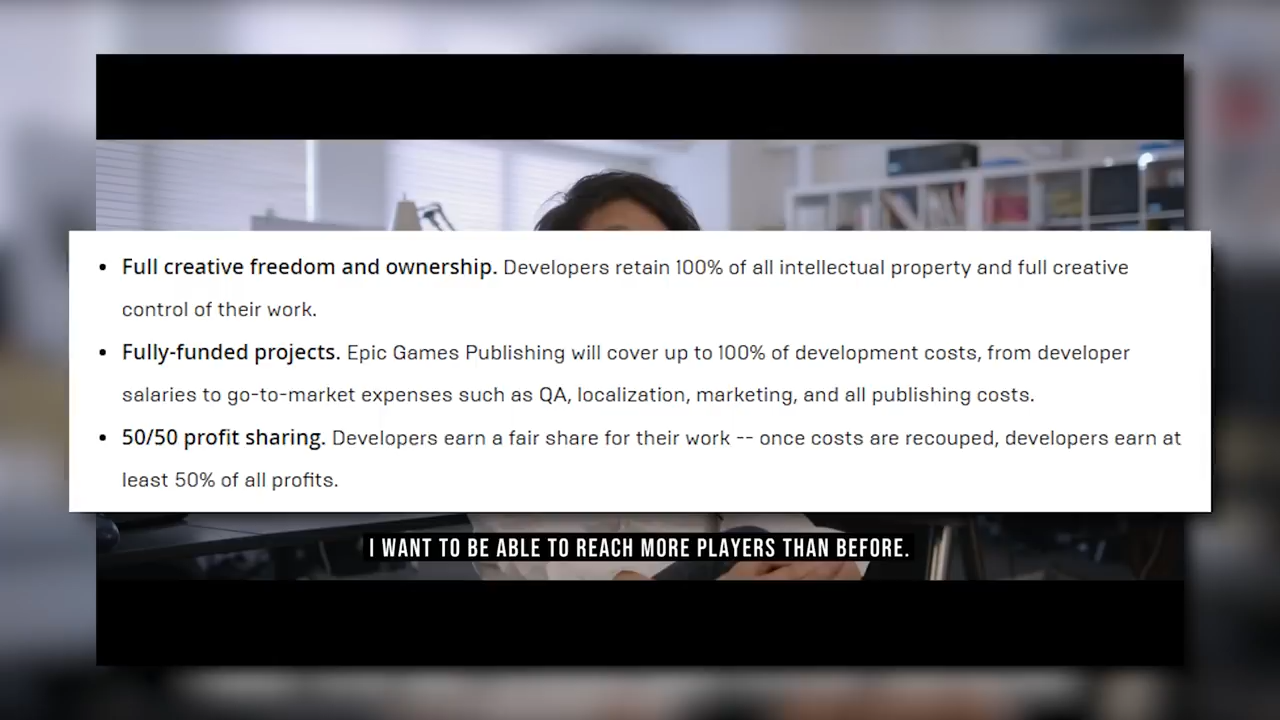 • Full creative freedom and ownership. Developers retain 100% of all intellectual property and full creative
control of their work.
• Fully-funded projects. Epic Games Publishing will cover up to 100% of development costs, from developer
salaries to go-to-market expenses such as QA, localization, marketing, and all publishing costs.
• 50/50 profit sharing. Developers earn a fair share for their work -- once costs are recouped, developers earn at
least 50% of all profits.
I WANT TO BE ABLE TO REACH MORE PLAYERS THAN BEFORE.